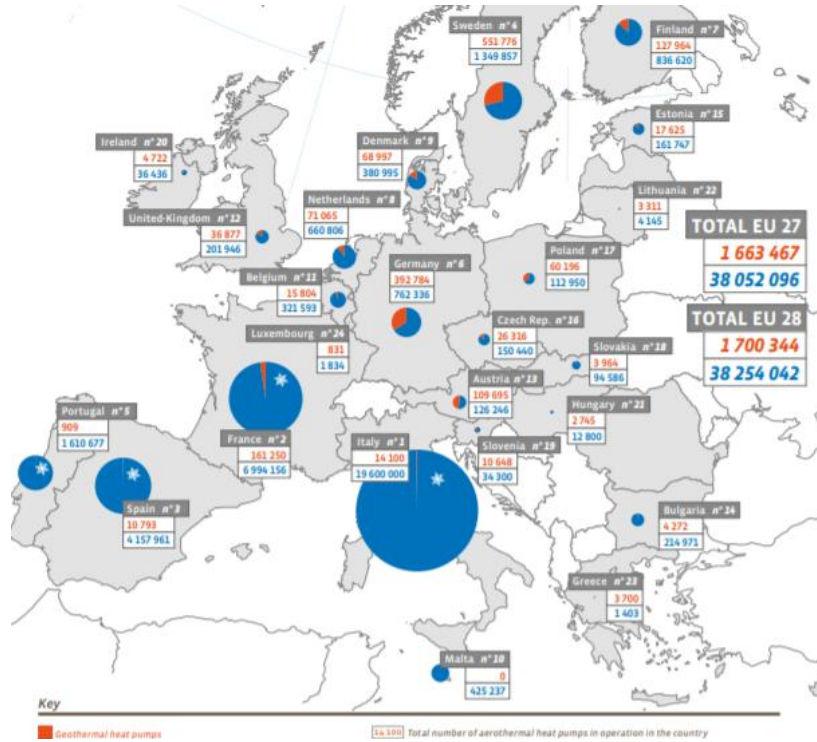 Sweden n° 4
551 776
1 349 857
Finland n° 7
127 964
836 620
Estonia n° 15
17 625
161 747
Ireland n° 20
4 722
36 436
Denmark n° 9
68 997
380 995
Lithuania n° 22
3 311
4 145
Netherlands n° 8
71 065
660 806
United-Kingdom n° 12
36 877
201 946
TOTAL EU 27
1 663 467
38 052 096
Poland n° 17
60 196
112 950
Germany n° 6
392 784
762 336
Belgium n° 11
15 804
321 593
TOTAL EU 28
1 700 344
38 254 042
Czech Rep. n° 16
26 316
150 440
Luxembourg n° 24
831
1 834
Slovakia n° 18
3 964
94 586
Austria n° 13
109 695
126 246
Hungary n° 21
2 745
12 800
Portugal n° 5
909
1 610 677
France n° 2
161 250
6 994 156
Italy n° 1
14 100
19 600 000
Slovenia n° 19
10 648
34 300
Spain n° 3
10 793
4 157 961
Bulgaria n° 14
4 272
214 971
Greece n° 23
3 700
1 403
Malta n° 10
0
425 237
Key
Geothermal heat pumps
14 100 Total number of aerothermal heat pumps in operation in the country